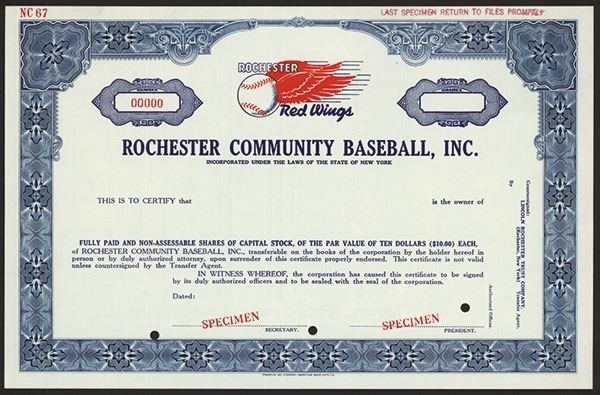 NC 67
LAST SPECIMEN RETURN TO FILES PROMPTLY
NUMBER
00000
ROCHESTER
Red Wings
SHARES
ROCHESTER COMMUNITY BASEBALL, INC.
INCORPORATED UNDER THE LAWS OF THE STATE OF NEW YORK
THIS IS TO CERTIFY that
is the owner of
FULLY PAID AND NON-ASSESSABLE SHARES OF CAPITAL STOCK, OF THE PAR VALUE OF TEN DOLLARS ($10.00) EACH,
of ROCHESTER COMMUNITY BASEBALL, INC., transferable on the books of the corporation by the holder hereof in
person or by duly authorized attorney, upon surrender of this certificate properly endorsed. This certificate is not valid
unless countersigned by the Transfer Agent.
IN WITNESS WHEREOF, the corporation has caused this certificate to be signed
by its duly authorized officers and to be sealed with the seal of the corporation.
Dated:
SPECIMEN
SECRETARY.
SPECIMEN
PRESIDENT.
Countersigned:
LINCOLN ROCHESTER TRUST COMPANY,
(Rochester, New York) Transfer Agent,
By
Authorized Officer.